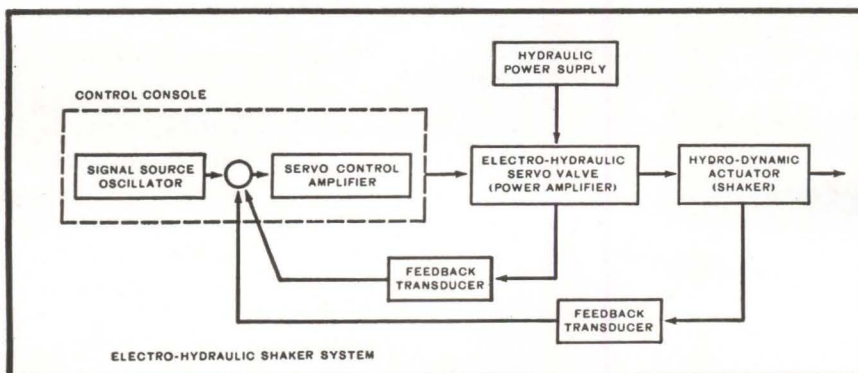 HYDRAULIC
POWER SUPPLY
CONTROL CONSOLE
SIGNAL SOURCE
OSCILLATOR
SERVO CONTROL
AMPLIFIER
ELECTRO-HYDRAULIC
SERVO VALVE
(POWER AMPLIFIER)
HYDRO-DYNAMIC
ACTUATOR
(SHAKER)
FEEDBACK
TRANSDUCER
FEEDBACK
TRANSDUCER
ELECTRO-HYDRAULIC SHAKER SYSTEM